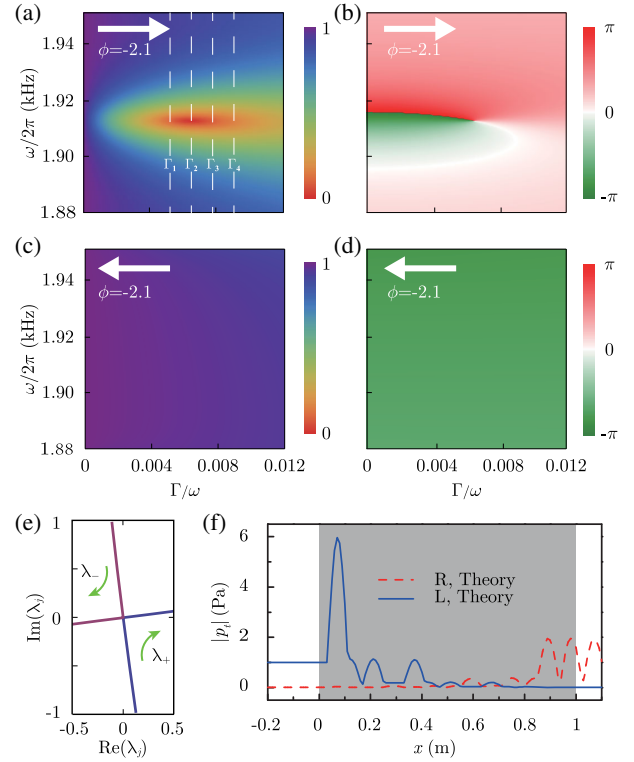 (a)
1.95
1.92
1.90
1.88
ω/2π (kHz)
ϕ=-2.1
Γ₁
Γ₂
Γ₃
Γ₄
1
0
(b)
ϕ=-2.1
π
0
-π
(c)
1.94
1.92
1.90
1.88
ω/2π (kHz)
ϕ=-2.1
0
0.004
0.008
0.012
Γ/ω
1
0
(d)
ϕ=-2.1
0
0.004
0.008
0.012
Γ/ω
π
0
-π
(e)
1
0
-1
Im(λⱼ)
λ₋
λ₊
-0.5
0
0.5
Re(λⱼ)
(f)
6
4
2
0
|pₜ| (Pa)
R, Theory
L, Theory
-0.2
0
0.2
0.4
0.6
0.8
1
x (m)